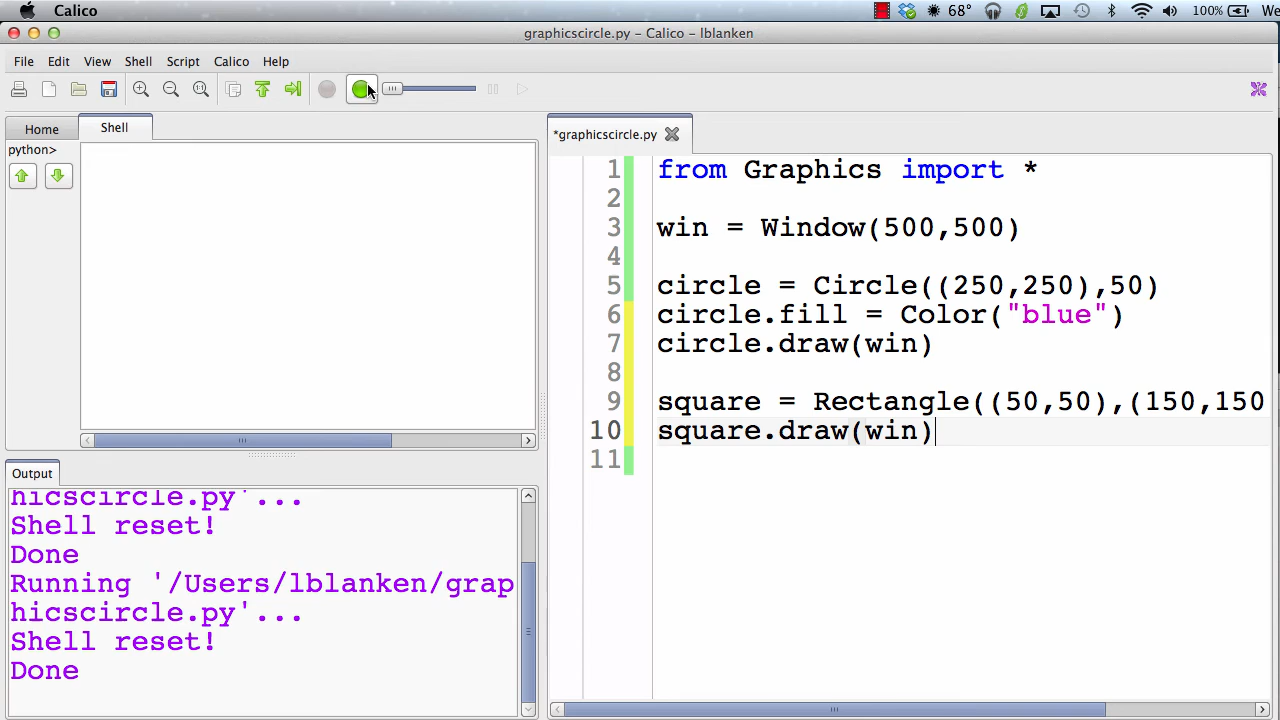 Calico
68°
100%
We
graphicscircle.py - Calico - lblanken
File Edit View Shell Script Calico Help
Home
Shell
python>
*graphicscircle.py
1 from Graphics import *
2
3 win = Window(500,500)
4
5 circle = Circle((250,250),50)
6 circle.fill = Color("blue")
7 circle.draw(win)
8
9 square = Rectangle((50,50),(150,150
10 square.draw(win)
11
Output
hicscircle.py'...
Shell reset!
Done
Running '/Users/lblanken/grap
hicscircle.py'...
Shell reset!
Done